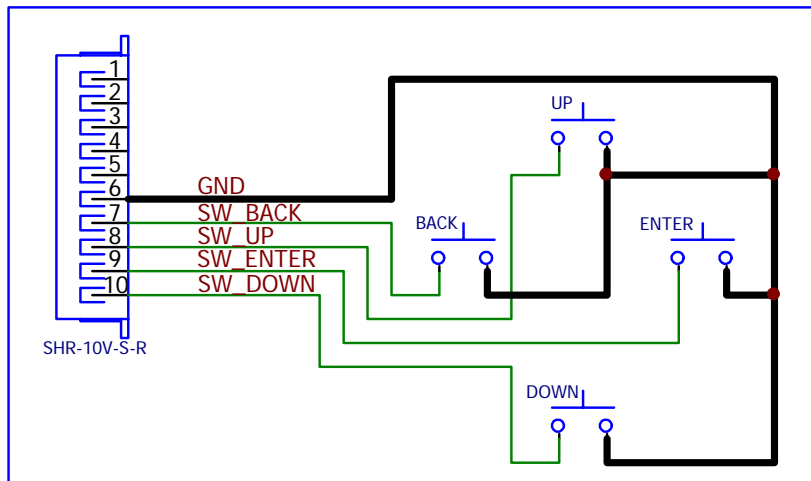 1
2
3
4
5
6
7
8
9
10
GND
SW_BACK
SW_UP
SW_ENTER
SW_DOWN
SHR-10V-S-R
UP
BACK
ENTER
DOWN